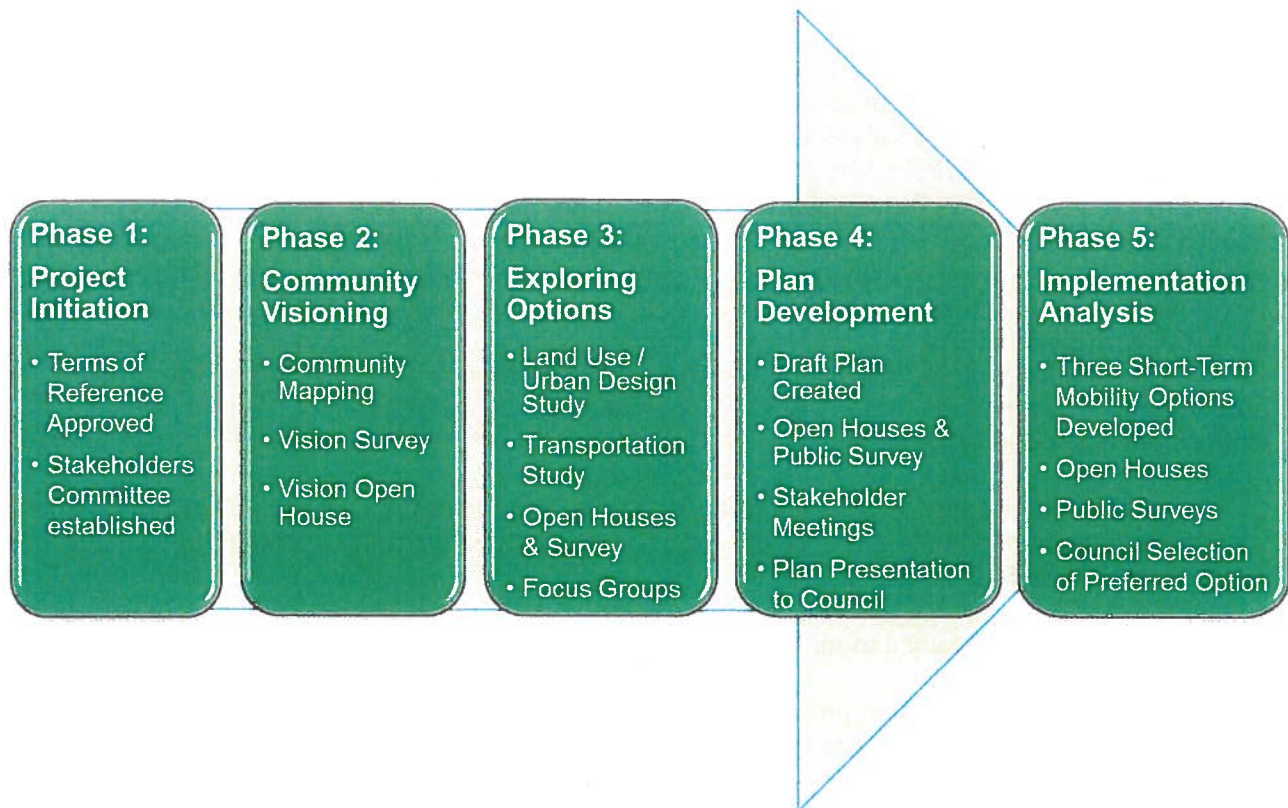 Phase 1:
Project
Initiation
• Terms of
Reference
Approved
• Stakeholders
Committee
established
Phase 2:
Community
Visioning
• Community
Mapping
• Vision Survey
• Vision Open
House
Phase 3:
Exploring
Options
• Land Use /
Urban Design
Study
• Transportation
Study
• Open Houses
& Survey
• Focus Groups
Phase 4:
Plan
Development
• Draft Plan
Created
• Open Houses &
Public Survey
• Stakeholder
Meetings
• Plan Presentation
to Council
Phase 5:
Implementation
Analysis
• Three Short-Term
Mobility Options
Developed
• Open Houses
• Public Surveys
• Council Selection
of Preferred Option